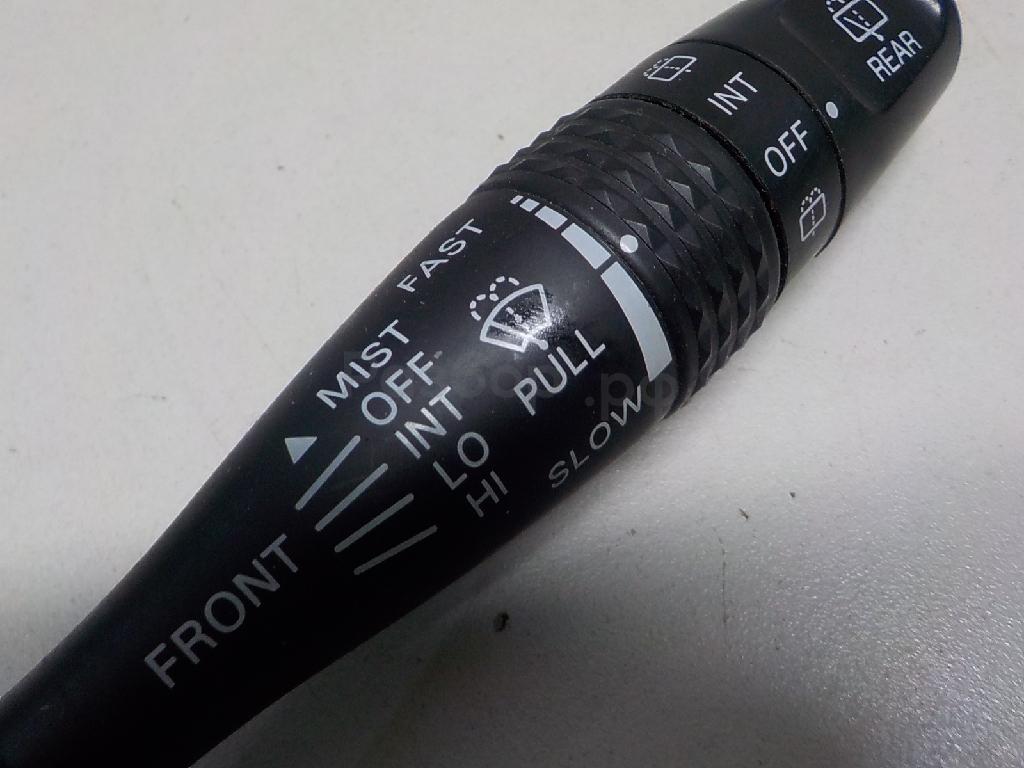 REAR
INT
OFF
FAST
MIST
OFF
INT
LO
HI
PULL
SLOW
FRONT